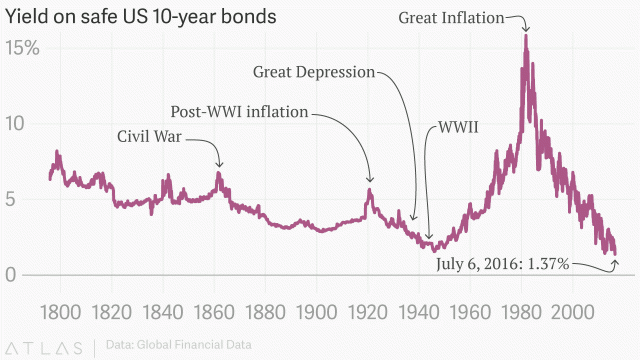 Yield on safe US 10-year bonds
Great Inflation
15%
Great Depression
Post-WWI inflation
10
WWII
Civil War
5
July 6, 2016: 1.37%
0
1800 1820 1840 1860 1880 1900 1920 1940 1960 1980 2000
ATLAS | Data: Global Financial Data